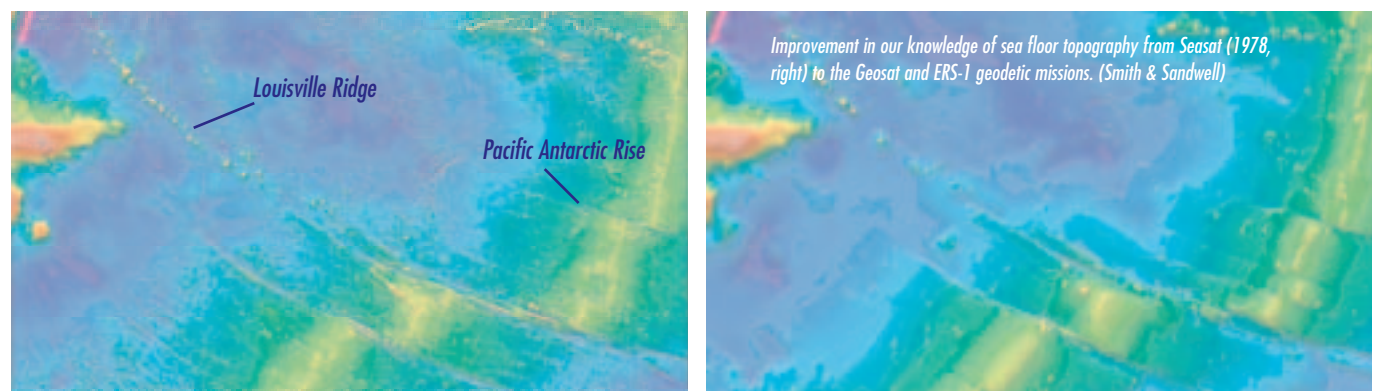 Louisville Ridge
Pacific Antarctic Rise
Improvement in our knowledge of sea floor topography from Seasat (1978,
right) to the Geosat and ERS-1 geodetic missions. (Smith & Sandwell)